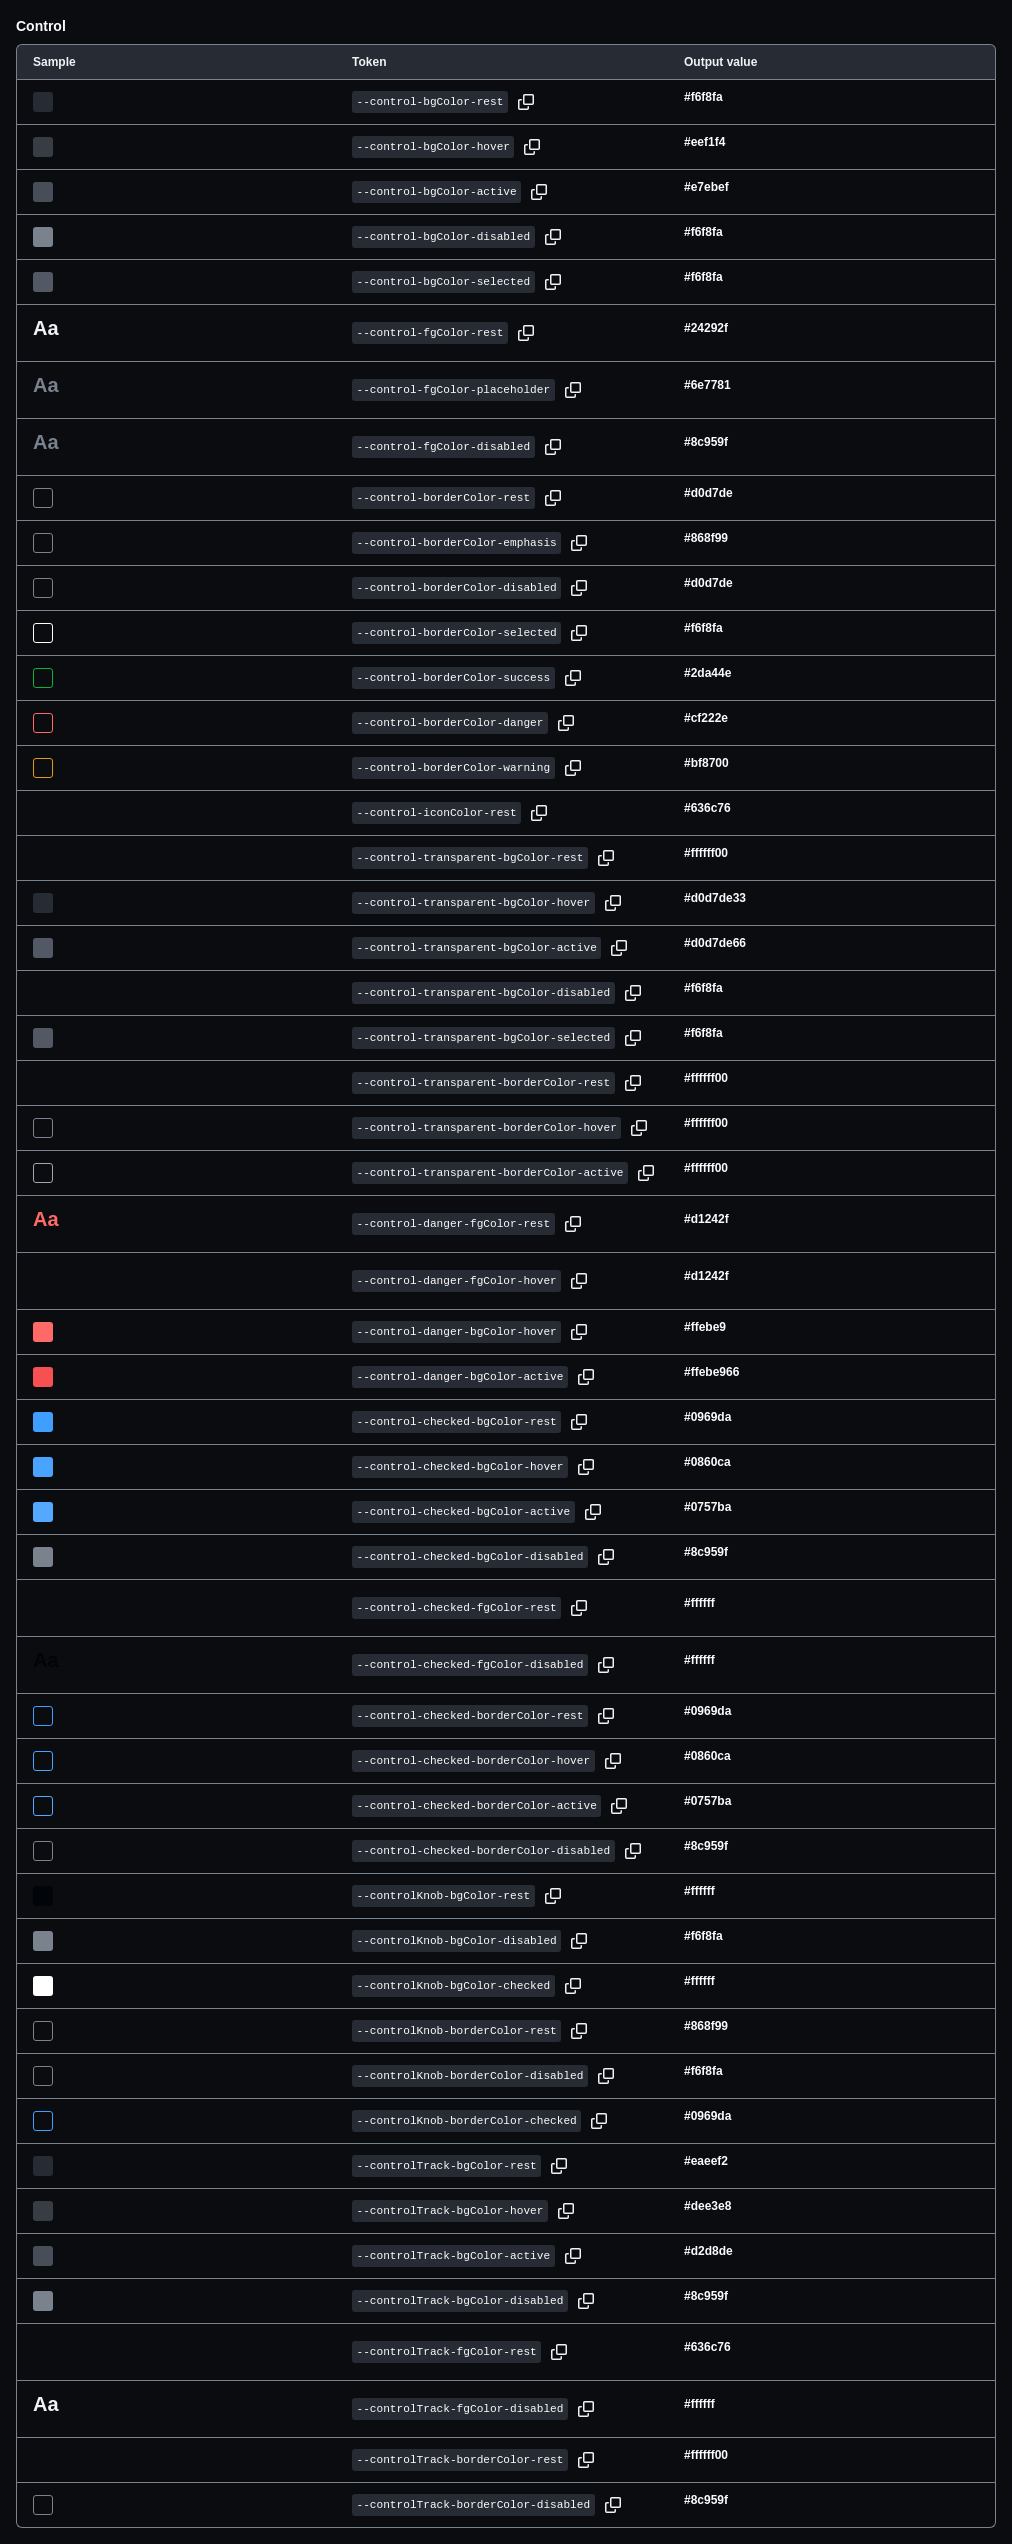 Control
Sample Token Output value
--control-bgColor-rest #f6f8fa
--control-bgColor-hover #eef1f4
--control-bgColor-active #e7ebef
--control-bgColor-disabled #f6f8fa
--control-bgColor-selected #f6f8fa
Aa --control-fgColor-rest #24292f
Aa --control-fgColor-placeholder #6e7781
Aa --control-fgColor-disabled #8c959f
--control-borderColor-rest #d0d7de
--control-borderColor-emphasis #868f99
--control-borderColor-disabled #d0d7de
--control-borderColor-selected #f6f8fa
--control-borderColor-success #2da44e
--control-borderColor-danger #cf222e
--control-borderColor-warning #bf8700
--control-iconColor-rest #636c76
--control-transparent-bgColor-rest #ffffff00
--control-transparent-bgColor-hover #d0d7de33
--control-transparent-bgColor-active #d0d7de66
--control-transparent-bgColor-disabled #f6f8fa
--control-transparent-bgColor-selected #f6f8fa
--control-transparent-borderColor-rest #ffffff00
--control-transparent-borderColor-hover #ffffff00
--control-transparent-borderColor-active #ffffff00
Aa --control-danger-fgColor-rest #d1242f
--control-danger-fgColor-hover #d1242f
--control-danger-bgColor-hover #ffebe9
--control-danger-bgColor-active #ffebe966
--control-checked-bgColor-rest #0969da
--control-checked-bgColor-hover #0860ca
--control-checked-bgColor-active #0757ba
--control-checked-bgColor-disabled #8c959f
--control-checked-fgColor-rest #ffffff
Aa --control-checked-fgColor-disabled #ffffff
--control-checked-borderColor-rest #0969da
--control-checked-borderColor-hover #0860ca
--control-checked-borderColor-active #0757ba
--control-checked-borderColor-disabled #8c959f
--controlKnob-bgColor-rest #ffffff
--controlKnob-bgColor-disabled #f6f8fa
--controlKnob-bgColor-checked #ffffff
--controlKnob-borderColor-rest #868f99
--controlKnob-borderColor-disabled #f6f8fa
--controlKnob-borderColor-checked #0969da
--controlTrack-bgColor-rest #eaeef2
--controlTrack-bgColor-hover #dee3e8
--controlTrack-bgColor-active #d2d8de
--controlTrack-bgColor-disabled #8c959f
--controlTrack-fgColor-rest #636c76
Aa --controlTrack-fgColor-disabled #ffffff
--controlTrack-borderColor-rest #ffffff00
--controlTrack-borderColor-disabled #8c959f